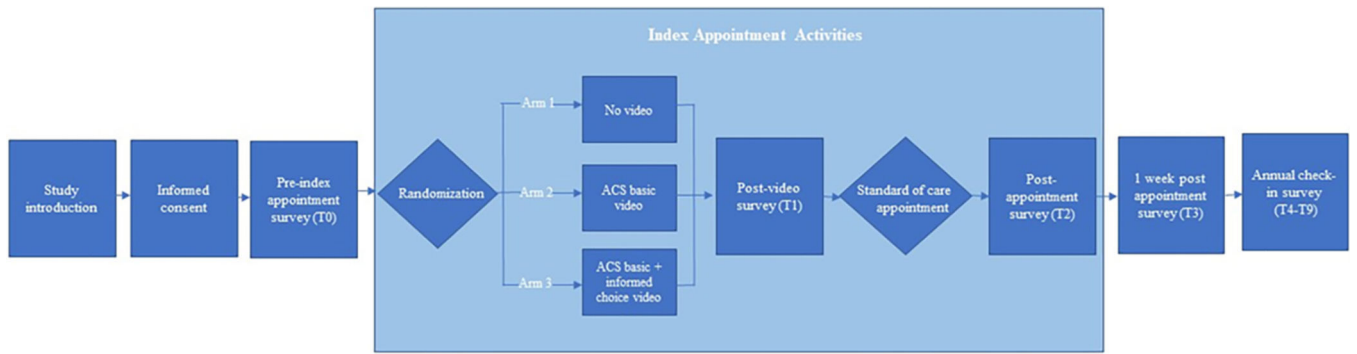 Index Appointment Activities
Study
introduction
Informed
consent
Pre-index
appointment
survey (T0)
Randomization
Arm 1
No video
Arm 2
ACS basic
video
Arm 3
ACS basic +
informed
choice video
Post-video
survey (T1)
Standard of care
appointment
Post-
appointment
survey (T2)
1 week post
appointment
survey (T3)
Annual check-
in survey
(T4-T9)